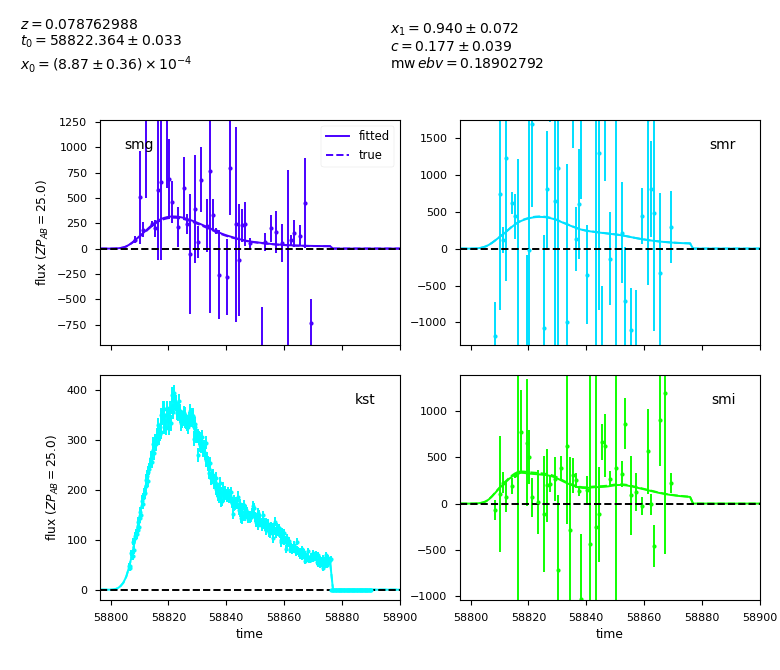 z = 0.078762988
t0 = 58822.364 ± 0.033
x0 = (8.87 ± 0.36) × 10^−4
x1 = 0.940 ± 0.072
c = 0.177 ± 0.039
mw ebv = 0.18902792
smg
fitted
true
1250
1000
750
500
250
0
−250
−500
−750
flux (ZP_AB = 25.0)
smr
1500
1000
500
0
−500
−1000
kst
400
300
200
100
0
flux (ZP_AB = 25.0)
58800 58820 58840 58860 58880 58900
time
smi
1000
500
0
−500
−1000
58800 58820 58840 58860 58880 58900
time